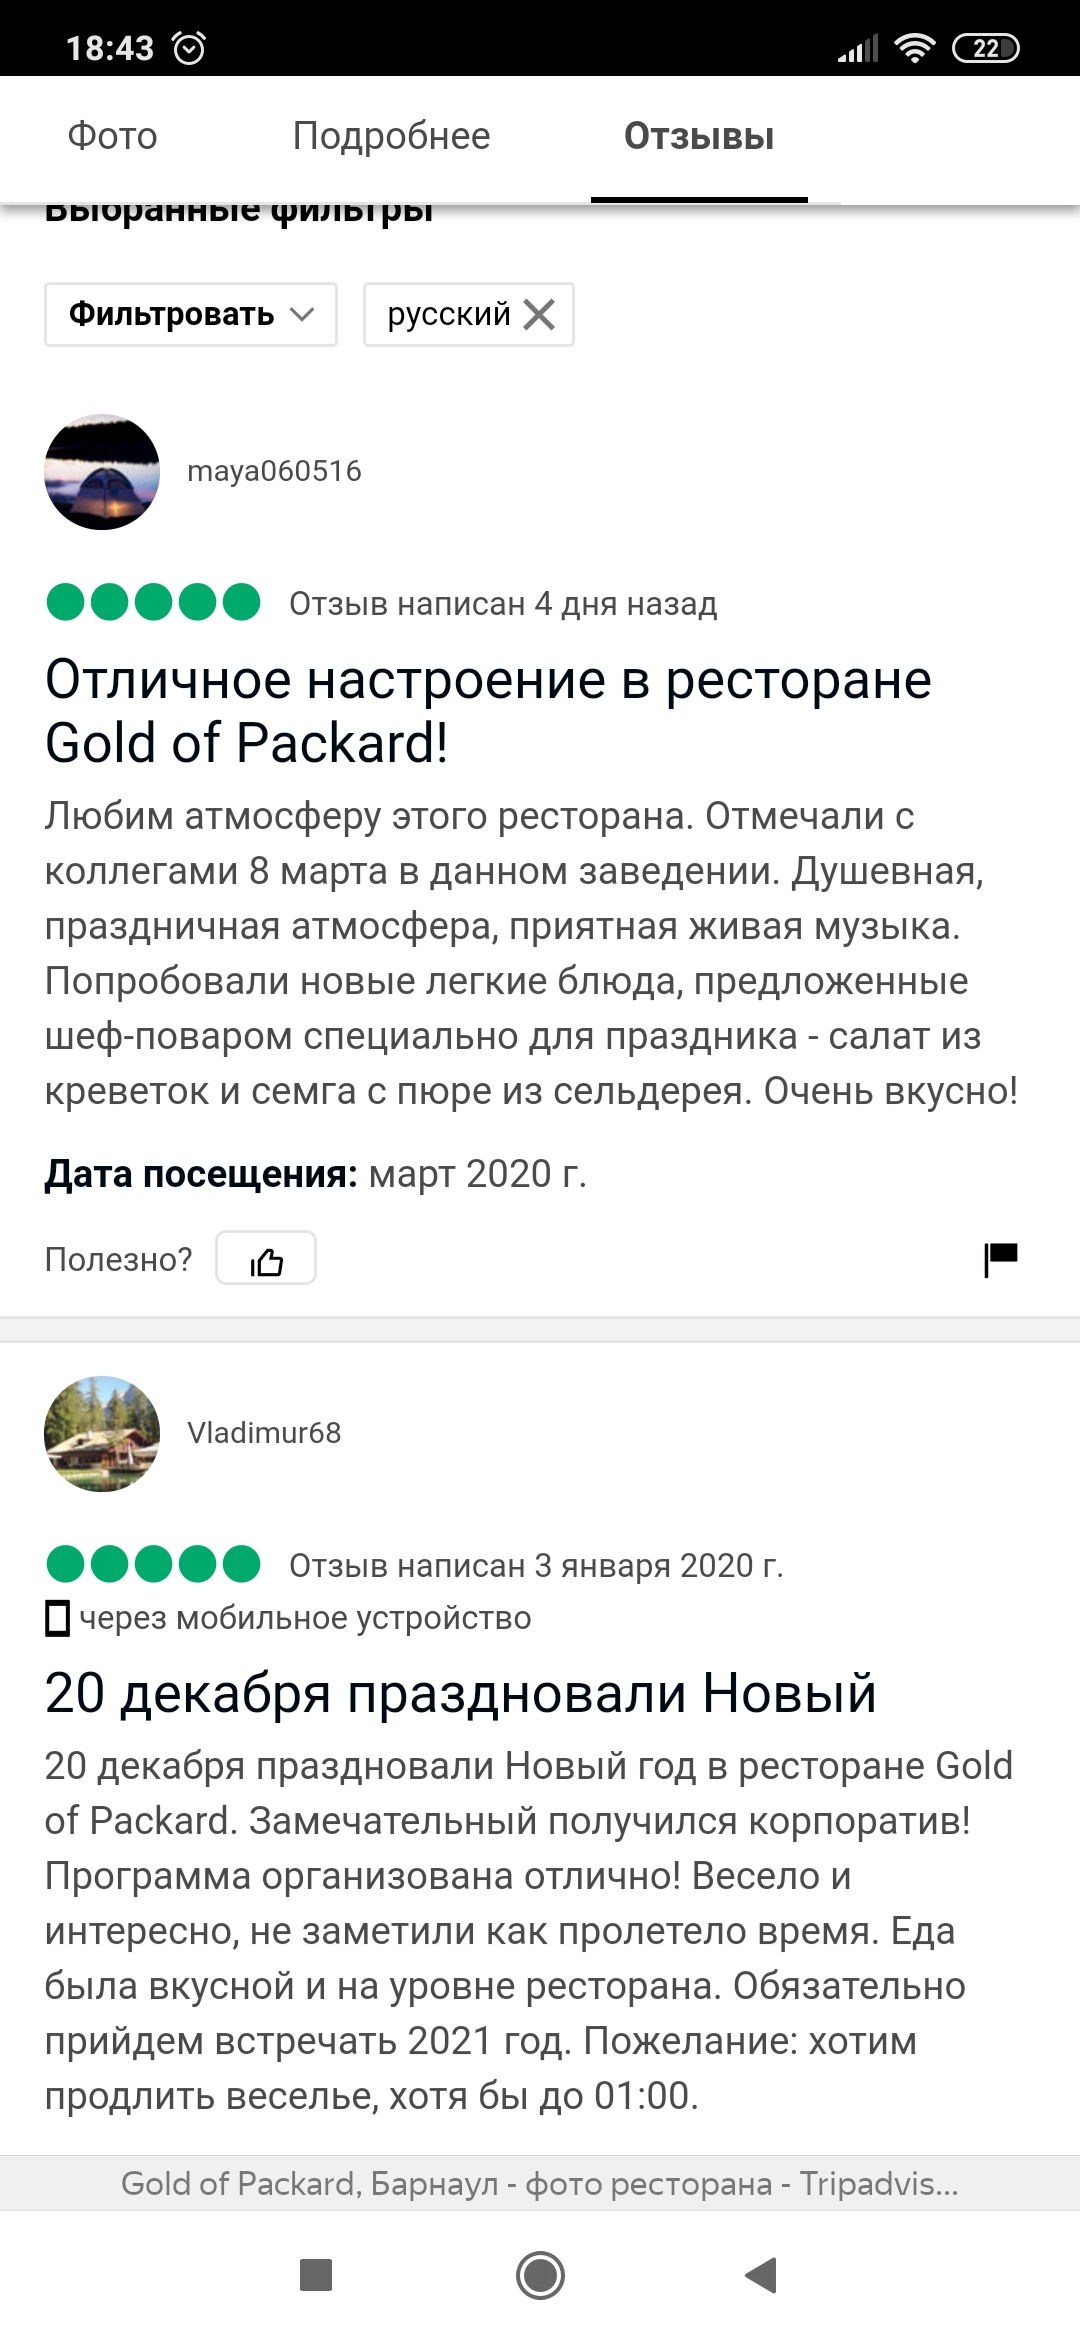 18:43
22
Фото
Подробнее
Отзывы
Выбранные фильтры
Фильтровать
русский
maya060516
Отзыв написан 4 дня назад
Отличное настроение в ресторане
Gold of Packard!
Любим атмосферу этого ресторана. Отмечали с
коллегами 8 марта в данном заведении. Душевная,
праздничная атмосфера, приятная живая музыка.
Попробовали новые легкие блюда, предложенные
шеф-поваром специально для праздника - салат из
креветок и семга с пюре из сельдерея. Очень вкусно!
Дата посещения: март 2020 г.
Полезно?
Vladimur68
Отзыв написан 3 января 2020 г.
через мобильное устройство
20 декабря праздновали Новый
20 декабря праздновали Новый год в ресторане Gold
of Packard. Замечательный получился корпоратив!
Программа организована отлично! Весело и
интересно, не заметили как пролетело время. Еда
была вкусной и на уровне ресторана. Обязательно
прийдем встречать 2021 год. Пожелание: хотим
продлить веселье, хотя бы до 01:00.
Gold of Packard, Барнаул - фото ресторана - Tripadvis...